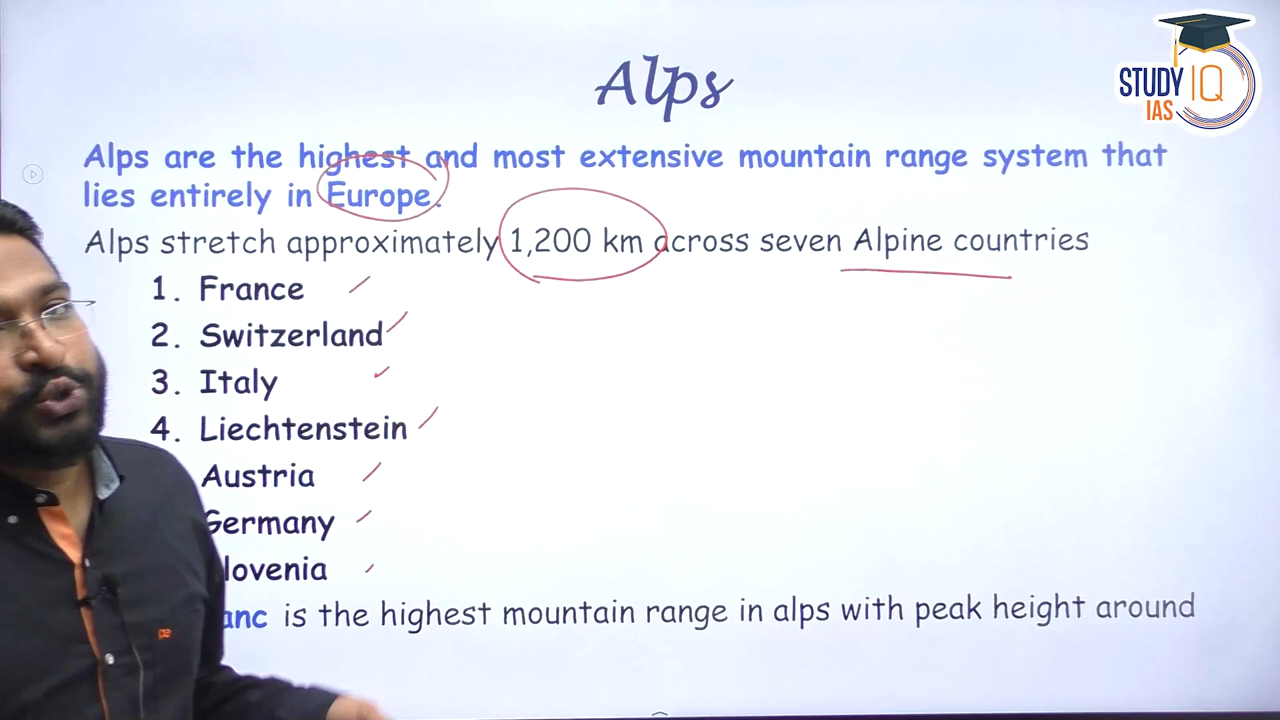 Alps
STUDY IQ
IAS
Alps are the highest and most extensive mountain range system that
lies entirely in Europe.
Alps stretch approximately 1,200 km across seven Alpine countries
1. France
2. Switzerland
3. Italy
4. Liechtenstein
Austria
Germany
lovenia
anc is the highest mountain range in alps with peak height around